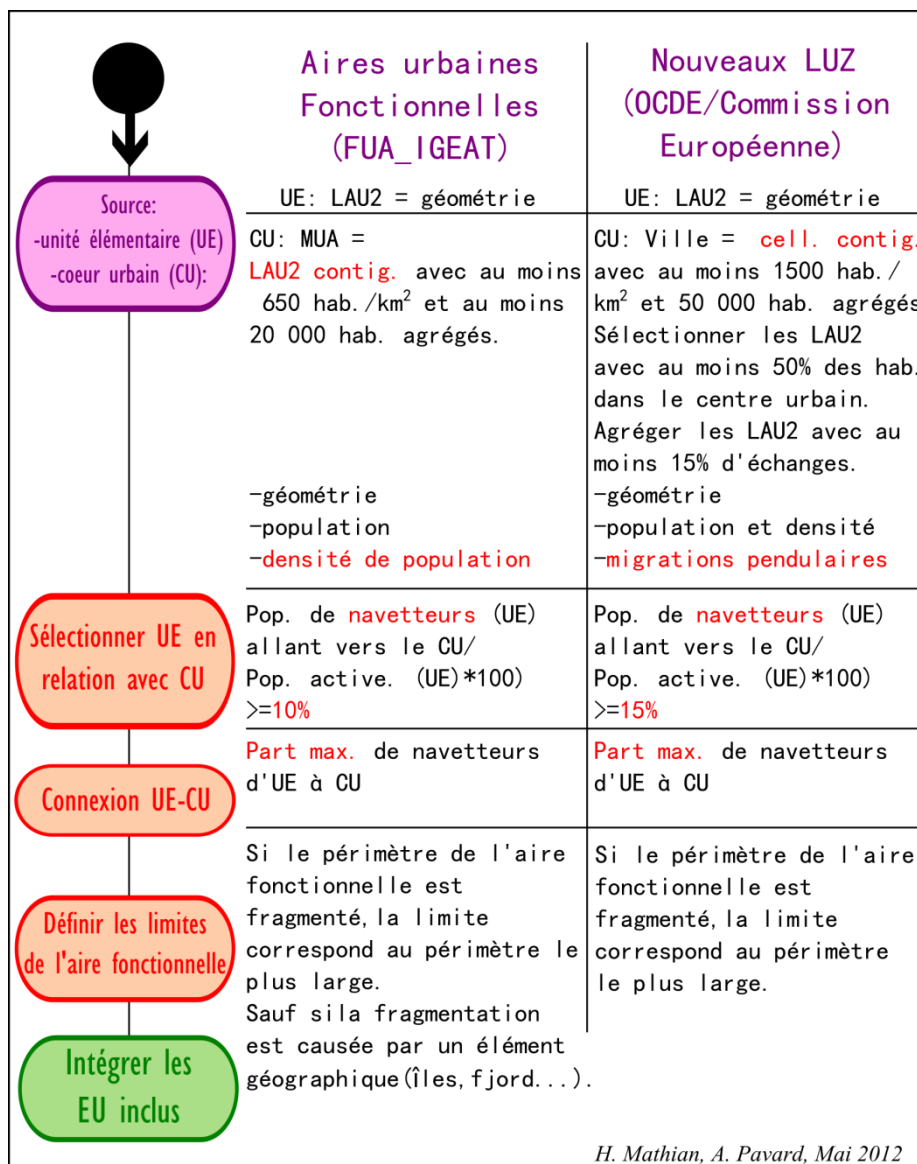 Aires urbaines
Fonctionnelles
(FUA_IGEAT)
Nouveaux LUZ
(OCDE/Commission
Européenne)
Source:
-unité élémentaire (UE)
-coeur urbain (CU):
UE: LAU2 = géométrie
CU: MUA =
LAU2 contig. avec au moins
650 hab./km² et au moins
20 000 hab. agrégés.
-géométrie
-population
-densité de population
UE: LAU2 = géométrie
CU: Ville = cell. contig.
avec au moins 1500 hab./
km² et 50 000 hab. agrégés
Sélectionner les LAU2
avec au moins 50% des hab.
dans le centre urbain.
Agréger les LAU2 avec au
moins 15% d'échanges.
-géométrie
-population et densité
-migrations pendulaires
Sélectionner UE en
relation avec CU
Pop. de navetteurs (UE)
allant vers le CU/
Pop. active. (UE)*100)
>=10%
Pop. de navetteurs (UE)
allant vers le CU/
Pop. active. (UE)*100)
>=15%
Connexion UE-CU
Part max. de navetteurs
d'UE à CU
Part max. de navetteurs
d'UE à CU
Définir les limites
de l'aire fonctionnelle
Si le périmètre de l'aire
fonctionnelle est
fragmenté,la limite
correspond au périmètre le
plus large.
Sauf sila fragmentation
est causée par un élément
géographique(îles,fjord...).
Si le périmètre de l'aire
fonctionnelle est
fragmenté,la limite
correspond au périmètre
le plus large.
Intégrer les
EU inclus
H. Mathian, A. Pavard, Mai 2012